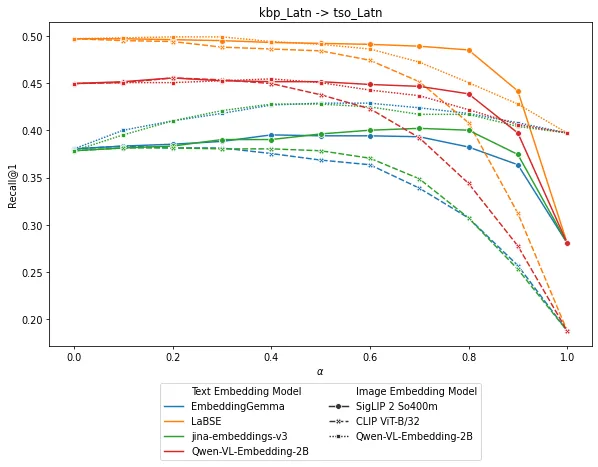 kbp_Latn -> tso_Latn
Recall@1
0.50
0.45
0.40
0.35
0.30
0.25
0.20
0.0 0.2 0.4 0.6 0.8 1.0
α
Text Embedding Model
EmbeddingGemma
LaBSE
jina-embeddings-v3
Qwen-VL-Embedding-2B
Image Embedding Model
SigLIP 2 So400m
CLIP ViT-B/32
Qwen-VL-Embedding-2B